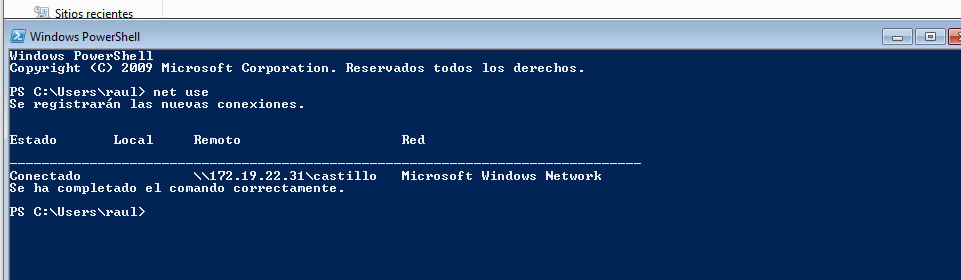 Sitios recientes
Windows PowerShell
Windows PowerShell
Copyright (C) 2009 Microsoft Corporation. Reservados todos los derechos.
PS C:\Users\raul> net use
Se registrarán las nuevas conexiones.
Estado Local Remoto Red
-------------------------------------------------------------------------------
Conectado \\172.19.22.31\castillo Microsoft Windows Network
Se ha completado el comando correctamente.
PS C:\Users\raul>